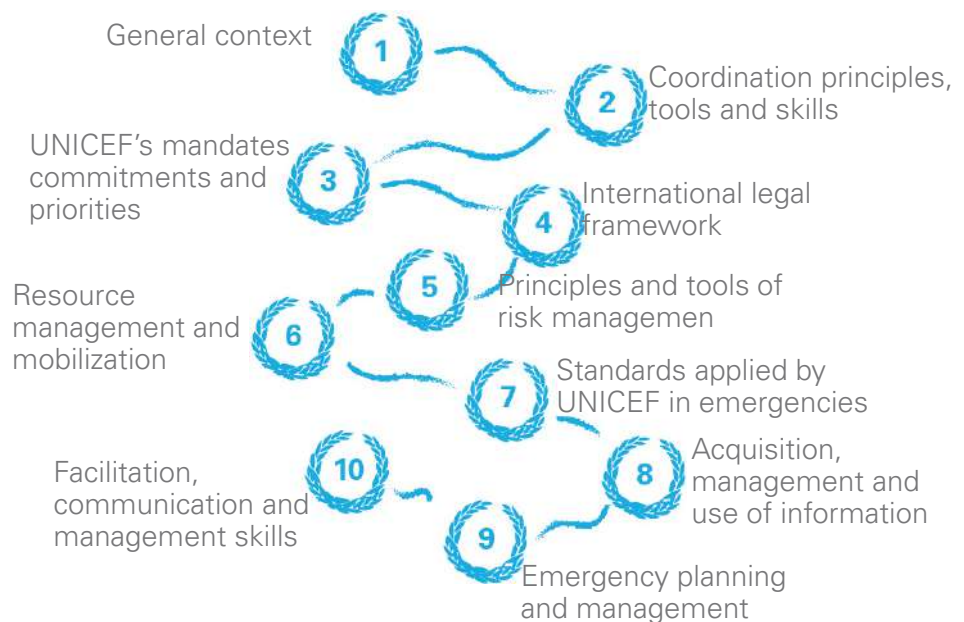 General context
1
2
Coordination principles,
tools and skills
UNICEF's mandates
commitments and
priorities
3
4
International legal
framework
5
Principles and tools of
risk managemen
Resource
management and
mobilization
6
7
Standards applied by
UNICEF in emergencies
8
Acquisition,
management and
use of information
Facilitation,
communication and
management skills
10
9
Emergency planning
and management